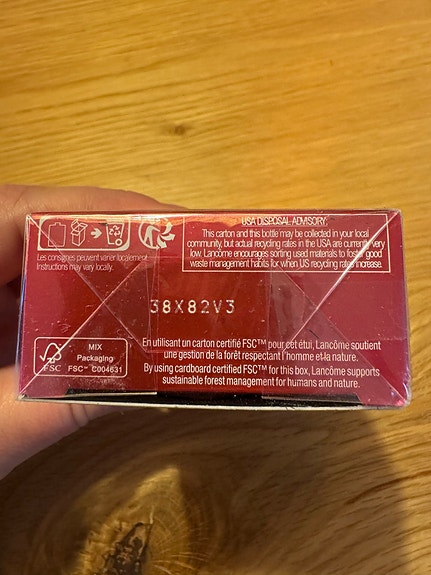 Les consignes peuvent varier localement.
Instructions may vary locally.
USA DISPOSAL ADVISORY:
This carton and this bottle may be collected in your local
community, but actual recycling rates in the USA are currently very
low. Lancôme encourages sorting used materials to foster good
waste management habits for when US recycling rates increase.
38X82V3
FSC
MIX
Packaging
FSC™ C004631
En utilisant un carton certifié FSC™ pour cet étui, Lancôme soutient
une gestion de la forêt respectant l'homme et la nature.
By using cardboard certified FSC™ for this box, Lancôme supports
sustainable forest management for humans and nature.